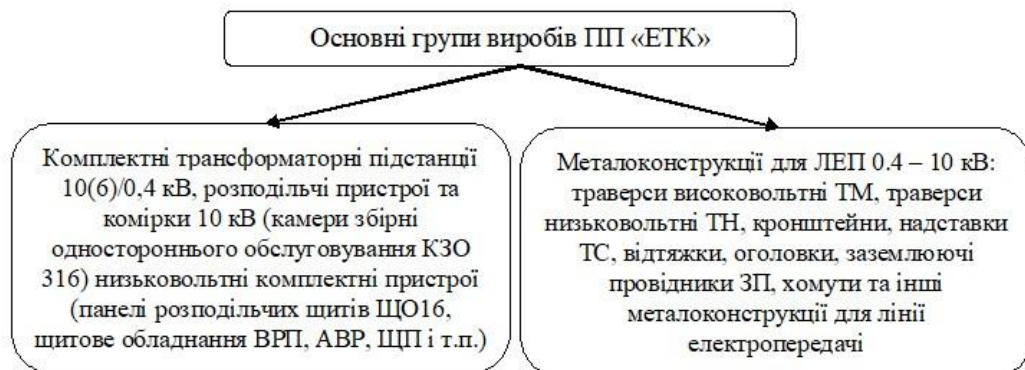 Основні групи виробів ПП «ЕТК»
Комплектні трансформаторні підстанції
10(6)/0,4 кВ, розподільчі пристрої та
комірки 10 кВ (камери збірні
одностороннього обслуговування КЗО
316) низьковольтні комплектні пристрої
(панелі розподільчих щитів ЩО16,
щитове обладнання ВРП, АВР, ЩП і т.п.)
Металоконструкції для ЛЕП 0.4 – 10 кВ:
траверси високовольтні ТМ, траверси
низьковольтні ТН, кронштейни, надставки
ТС, відтяжки, оголовки, заземлюючі
провідники ЗП, хомути та інші
металоконструкції для лінії
електропередачі